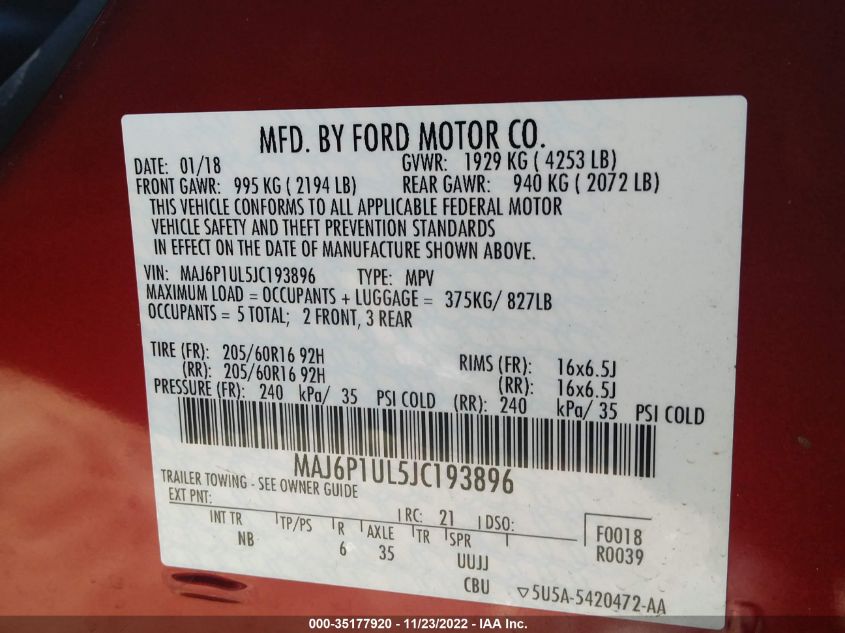 MFD. BY FORD MOTOR CO.
DATE: 01/18 GVWR: 1929 KG ( 4253 LB)
FRONT GAWR: 995 KG ( 2194 LB) REAR GAWR: 940 KG ( 2072 LB)
THIS VEHICLE CONFORMS TO ALL APPLICABLE FEDERAL MOTOR
VEHICLE SAFETY AND THEFT PREVENTION STANDARDS
IN EFFECT ON THE DATE OF MANUFACTURE SHOWN ABOVE.
VIN: MAJ6P1UL5JC193896 TYPE: MPV
MAXIMUM LOAD = OCCUPANTS + LUGGAGE = 375KG/ 827LB
OCCUPANTS = 5 TOTAL; 2 FRONT, 3 REAR
TIRE (FR): 205/60R16 92H RIMS (FR): 16x6.5J
(RR): 205/60R16 92H (RR): 16x6.5J
PRESSURE (FR): 240 kPa/ 35 PSI COLD (RR): 240 kPa/ 35 PSI COLD
MAJ6P1UL5JC193896
TRAILER TOWING - SEE OWNER GUIDE
EXT PNT: RC: 21 DSO: F0018
INT TR TP/PS R AXLE TR SPR R0039
NB 6 35 UUJJ
CBU 5U5A-5420472-AA
000-35177920 - 11/23/2022 - IAA Inc.